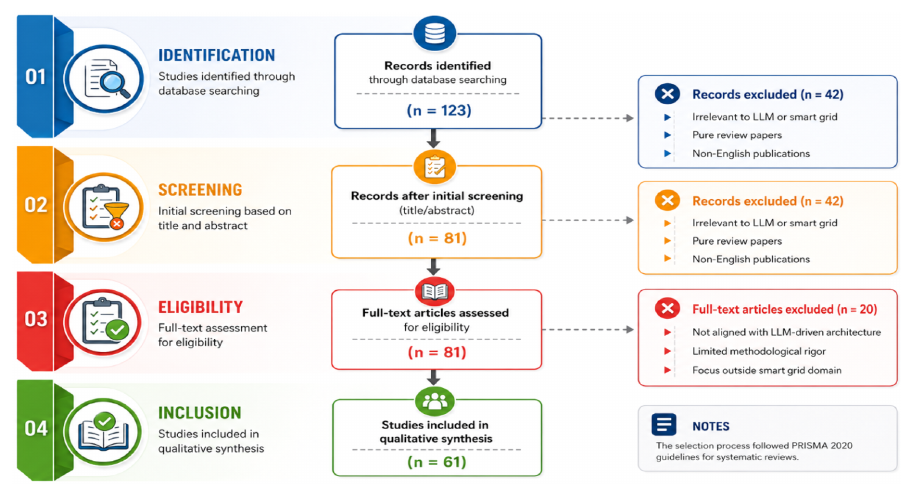 01
IDENTIFICATION
Studies identified through
database searching
Records identified
through database searching
(n = 123)
Records excluded (n = 42)
Irrelevant to LLM or smart grid
Pure review papers
Non-English publications
02
SCREENING
Initial screening based on
title and abstract
Records after initial screening
(title/abstract)
(n = 81)
Records excluded (n = 42)
Irrelevant to LLM or smart grid
Pure review papers
Non-English publications
03
ELIGIBILITY
Full-text assessment
for eligibility
Full-text articles assessed
for eligibility
(n = 81)
Full-text articles excluded (n = 20)
Not aligned with LLM-driven architecture
Limited methodological rigor
Focus outside smart grid domain
04
INCLUSION
Studies included in
qualitative synthesis
Studies included in
qualitative synthesis
(n = 61)
NOTES
The selection process followed PRISMA 2020
guidelines for systematic reviews.